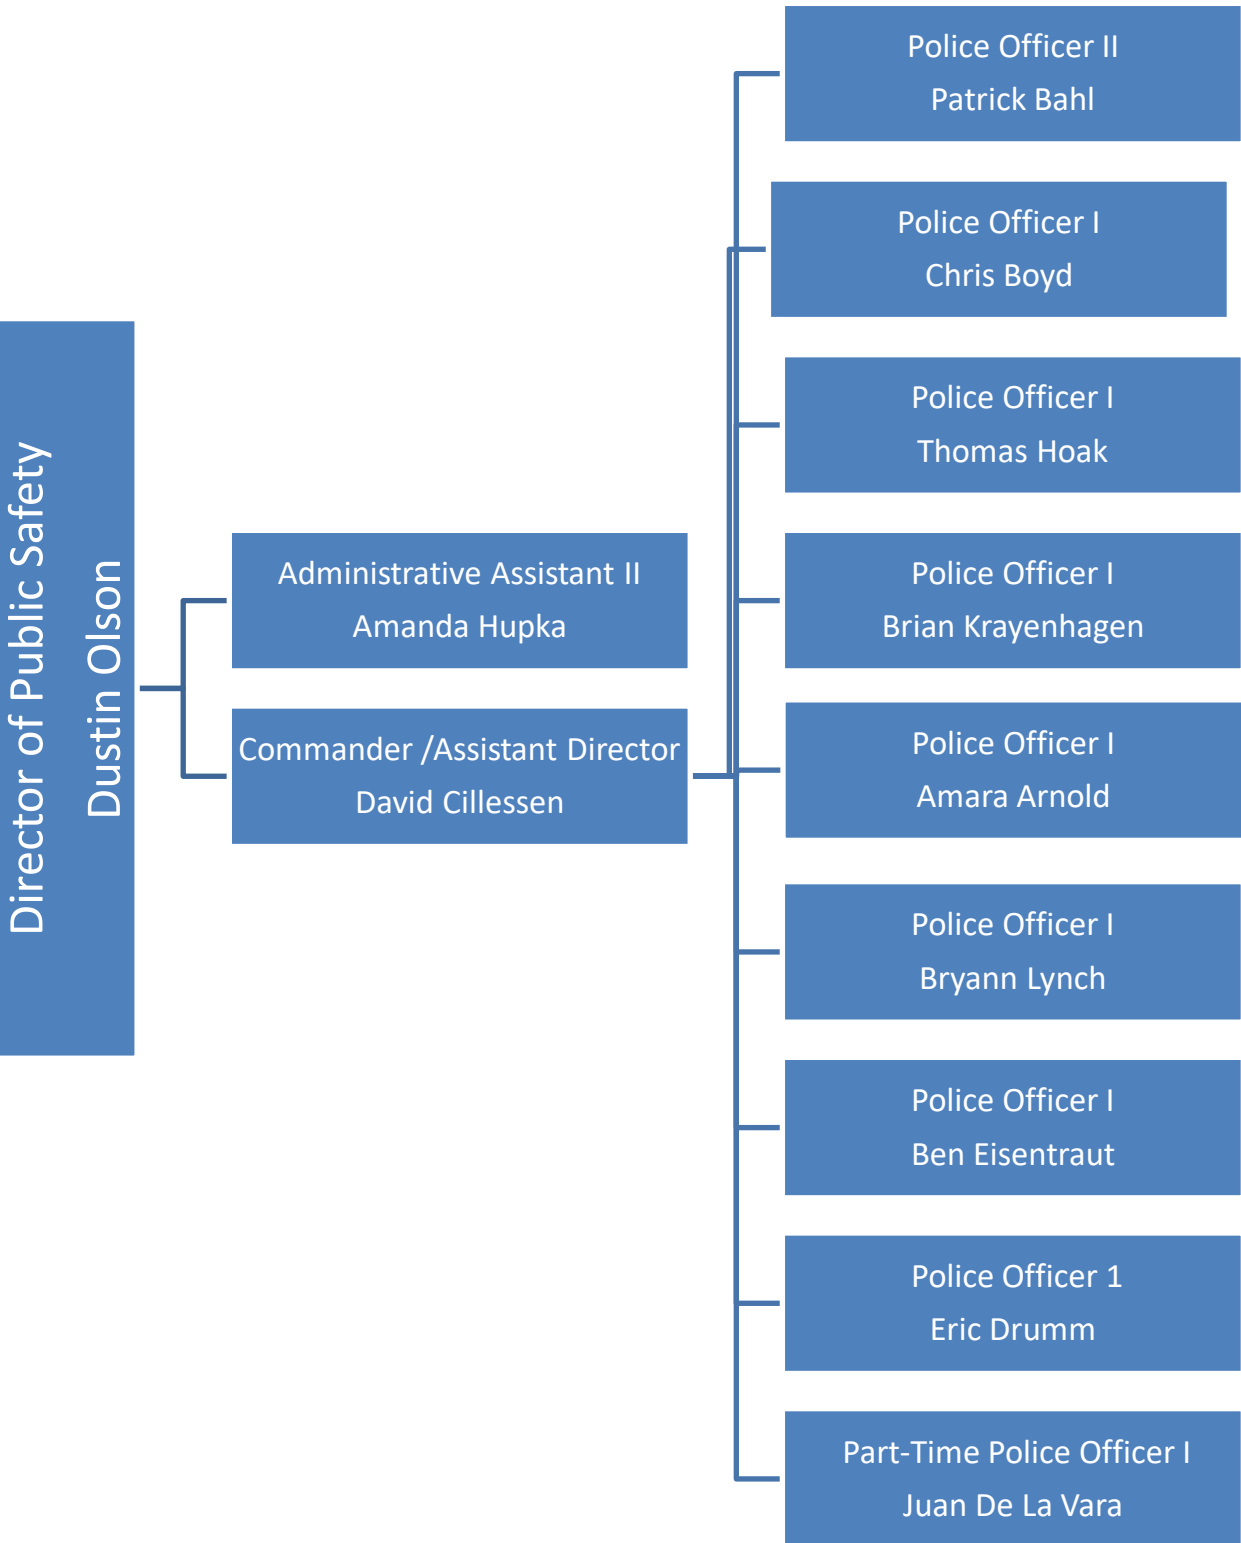 Director of Public Safety
Dustin Olson
Administrative Assistant II
Amanda Hupka
Commander /Assistant Director
David Cillessen
Police Officer II
Patrick Bahl
Police Officer I
Chris Boyd
Police Officer I
Thomas Hoak
Police Officer I
Brian Krayenhagen
Police Officer I
Amara Arnold
Police Officer I
Bryann Lynch
Police Officer I
Ben Eisentraut
Police Officer 1
Eric Drumm
Part-Time Police Officer I
Juan De La Vara